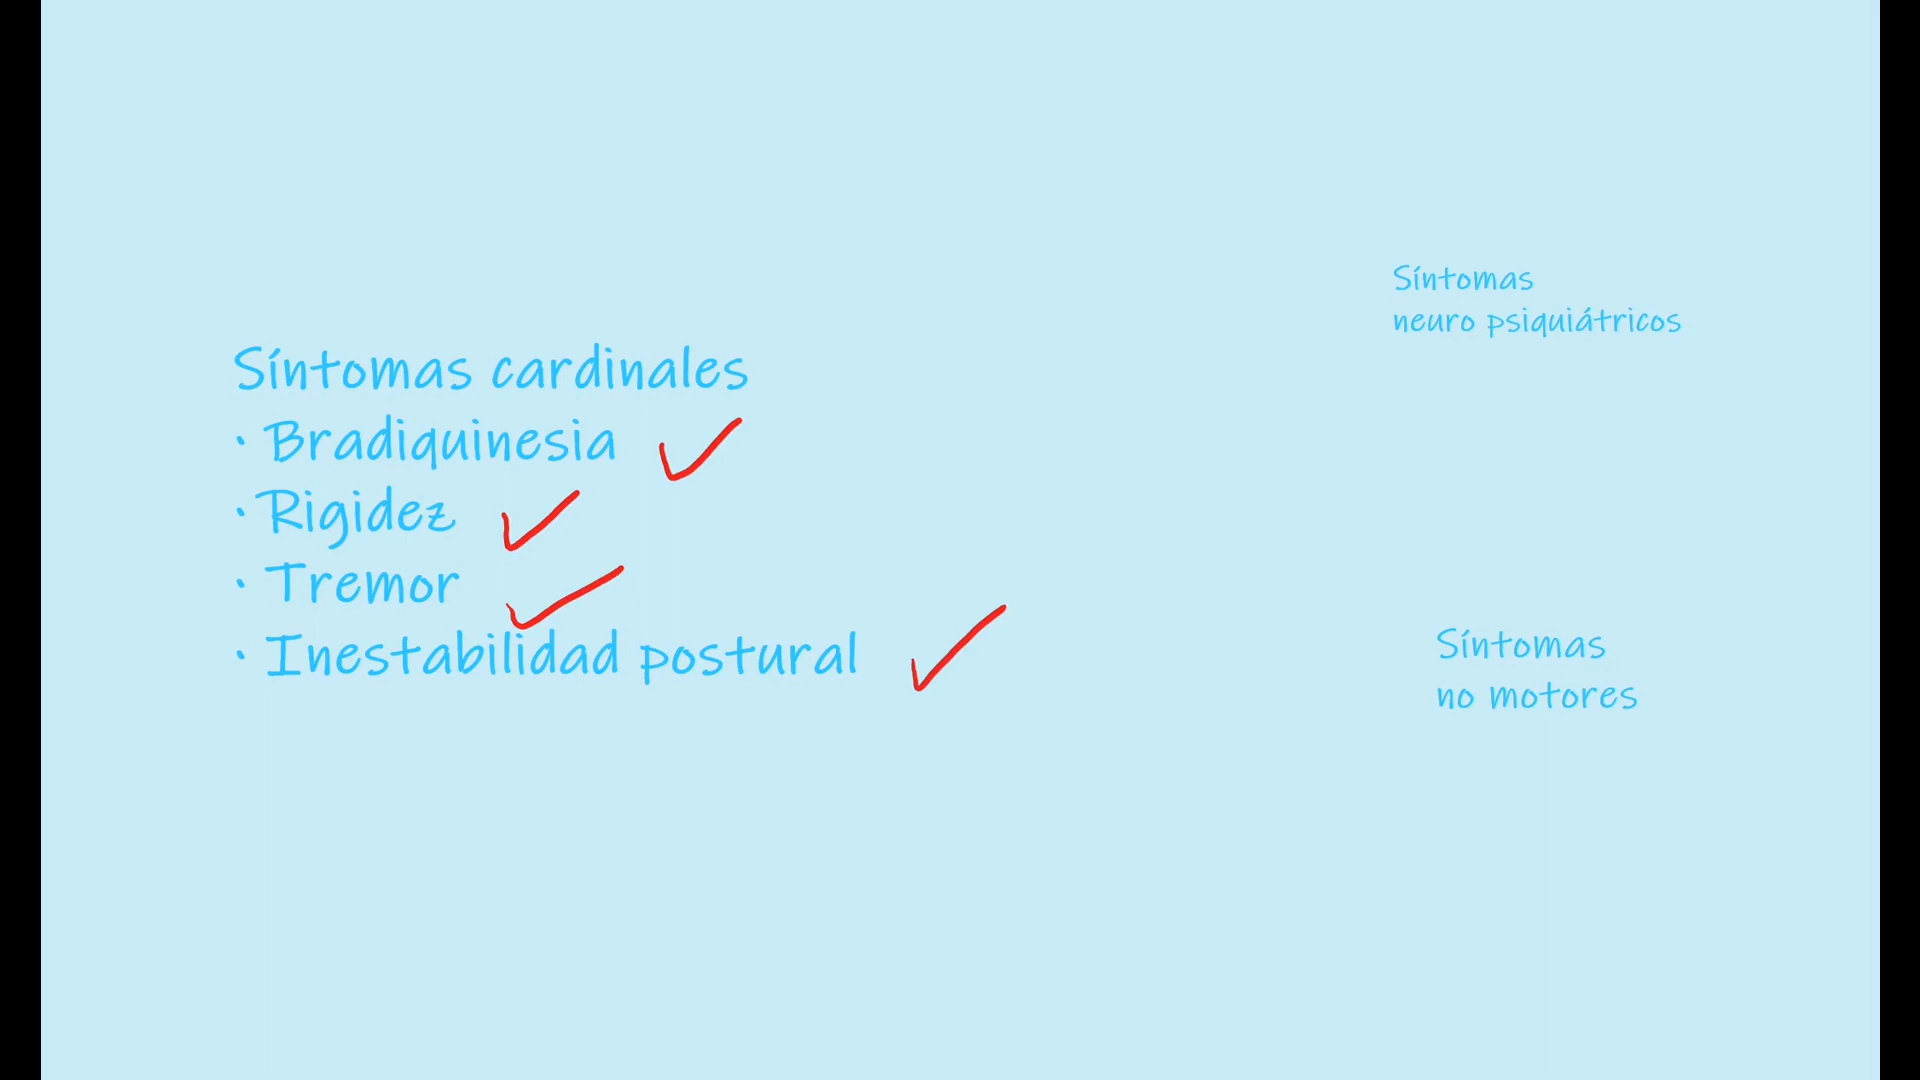 Síntomas cardinales
• Bradiquinesia
• Rigidez
• Tremor
• Inestabilidad postural
Síntomas
neuro psiquiátricos
Síntomas
no motores